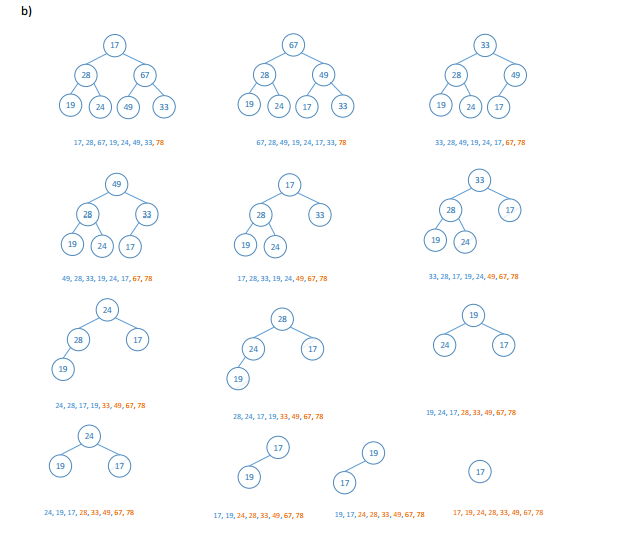 b)
17 67 33
28 67 28 49 28 49
19 24 49 33 19 24 17 33 19 24 17
17, 28, 67, 19, 24, 49, 33, 78 67, 28, 49, 19, 24, 17, 33, 78 33, 28, 49, 19, 24, 17, 67, 78
49 17 33
28 33 28 33 28 17
19 24 17 19 24 19 24
49, 28, 33, 19, 24, 17, 67, 78 17, 28, 33, 19, 24, 49, 67, 78 33, 28, 17, 19, 24, 49, 67, 78
24 28 19
28 17 24 17 24 17
19 19
24, 28, 17, 19, 33, 49, 67, 78 28, 24, 17, 19, 33, 49, 67, 78 19, 24, 17, 28, 33, 49, 67, 78
24 17 19
19 17 19 17 17
24, 19, 17, 28, 33, 49, 67, 78 17, 19, 24, 28, 33, 49, 67, 78 19, 17, 24, 28, 33, 49, 67, 78 17, 19, 24, 28, 33, 49, 67, 78